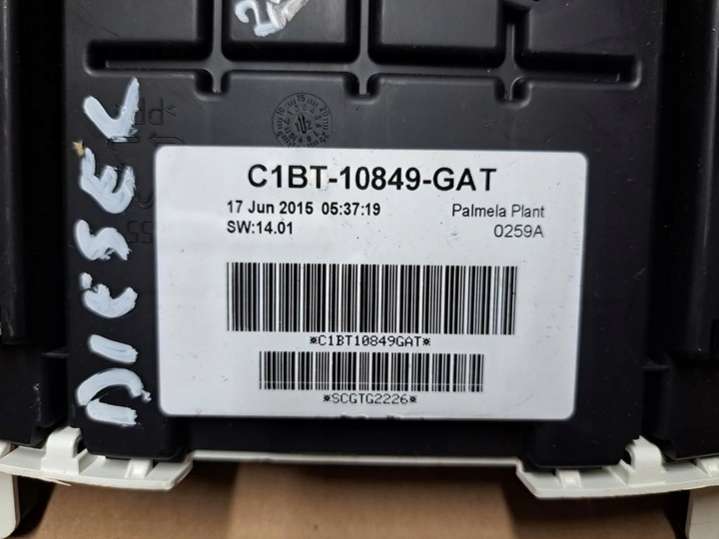 DIESEL
C1BT-10849-GAT
17 Jun 2015 05:37:19
Palmela Plant
SW:14.01
0259A
*C1BT10849GAT*
*SCGTG2226*